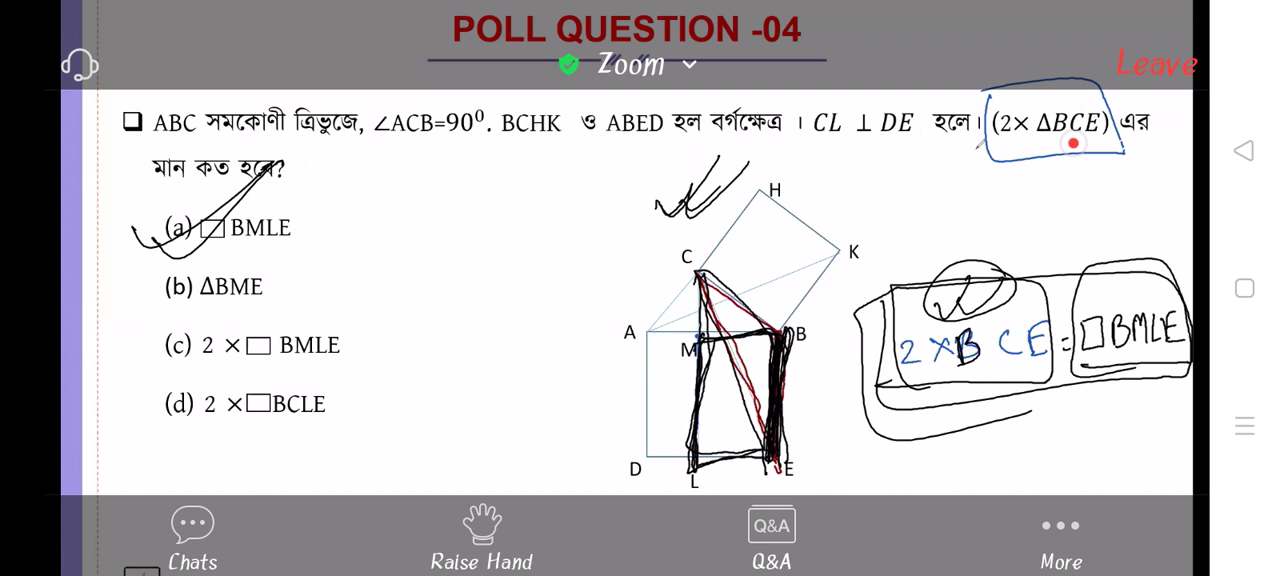 POLL QUESTION -04
Zoom
Leave
❑ ABC সমকোণী ত্রিভুজে, ∠ACB=90⁰. BCHK ও ABED হল বর্গক্ষেত্র । CL ⊥ DE হলে। (2× ΔBCE) এর
মান কত হবে?
(a) □ BMLE
(b) ΔBME
(c) 2 × □ BMLE
(d) 2 × □BCLE
H
C
K
A
B
M
D
E
L
2 × B C E = □ BMLE
Chats
Raise Hand
Q&A
Q&A
More